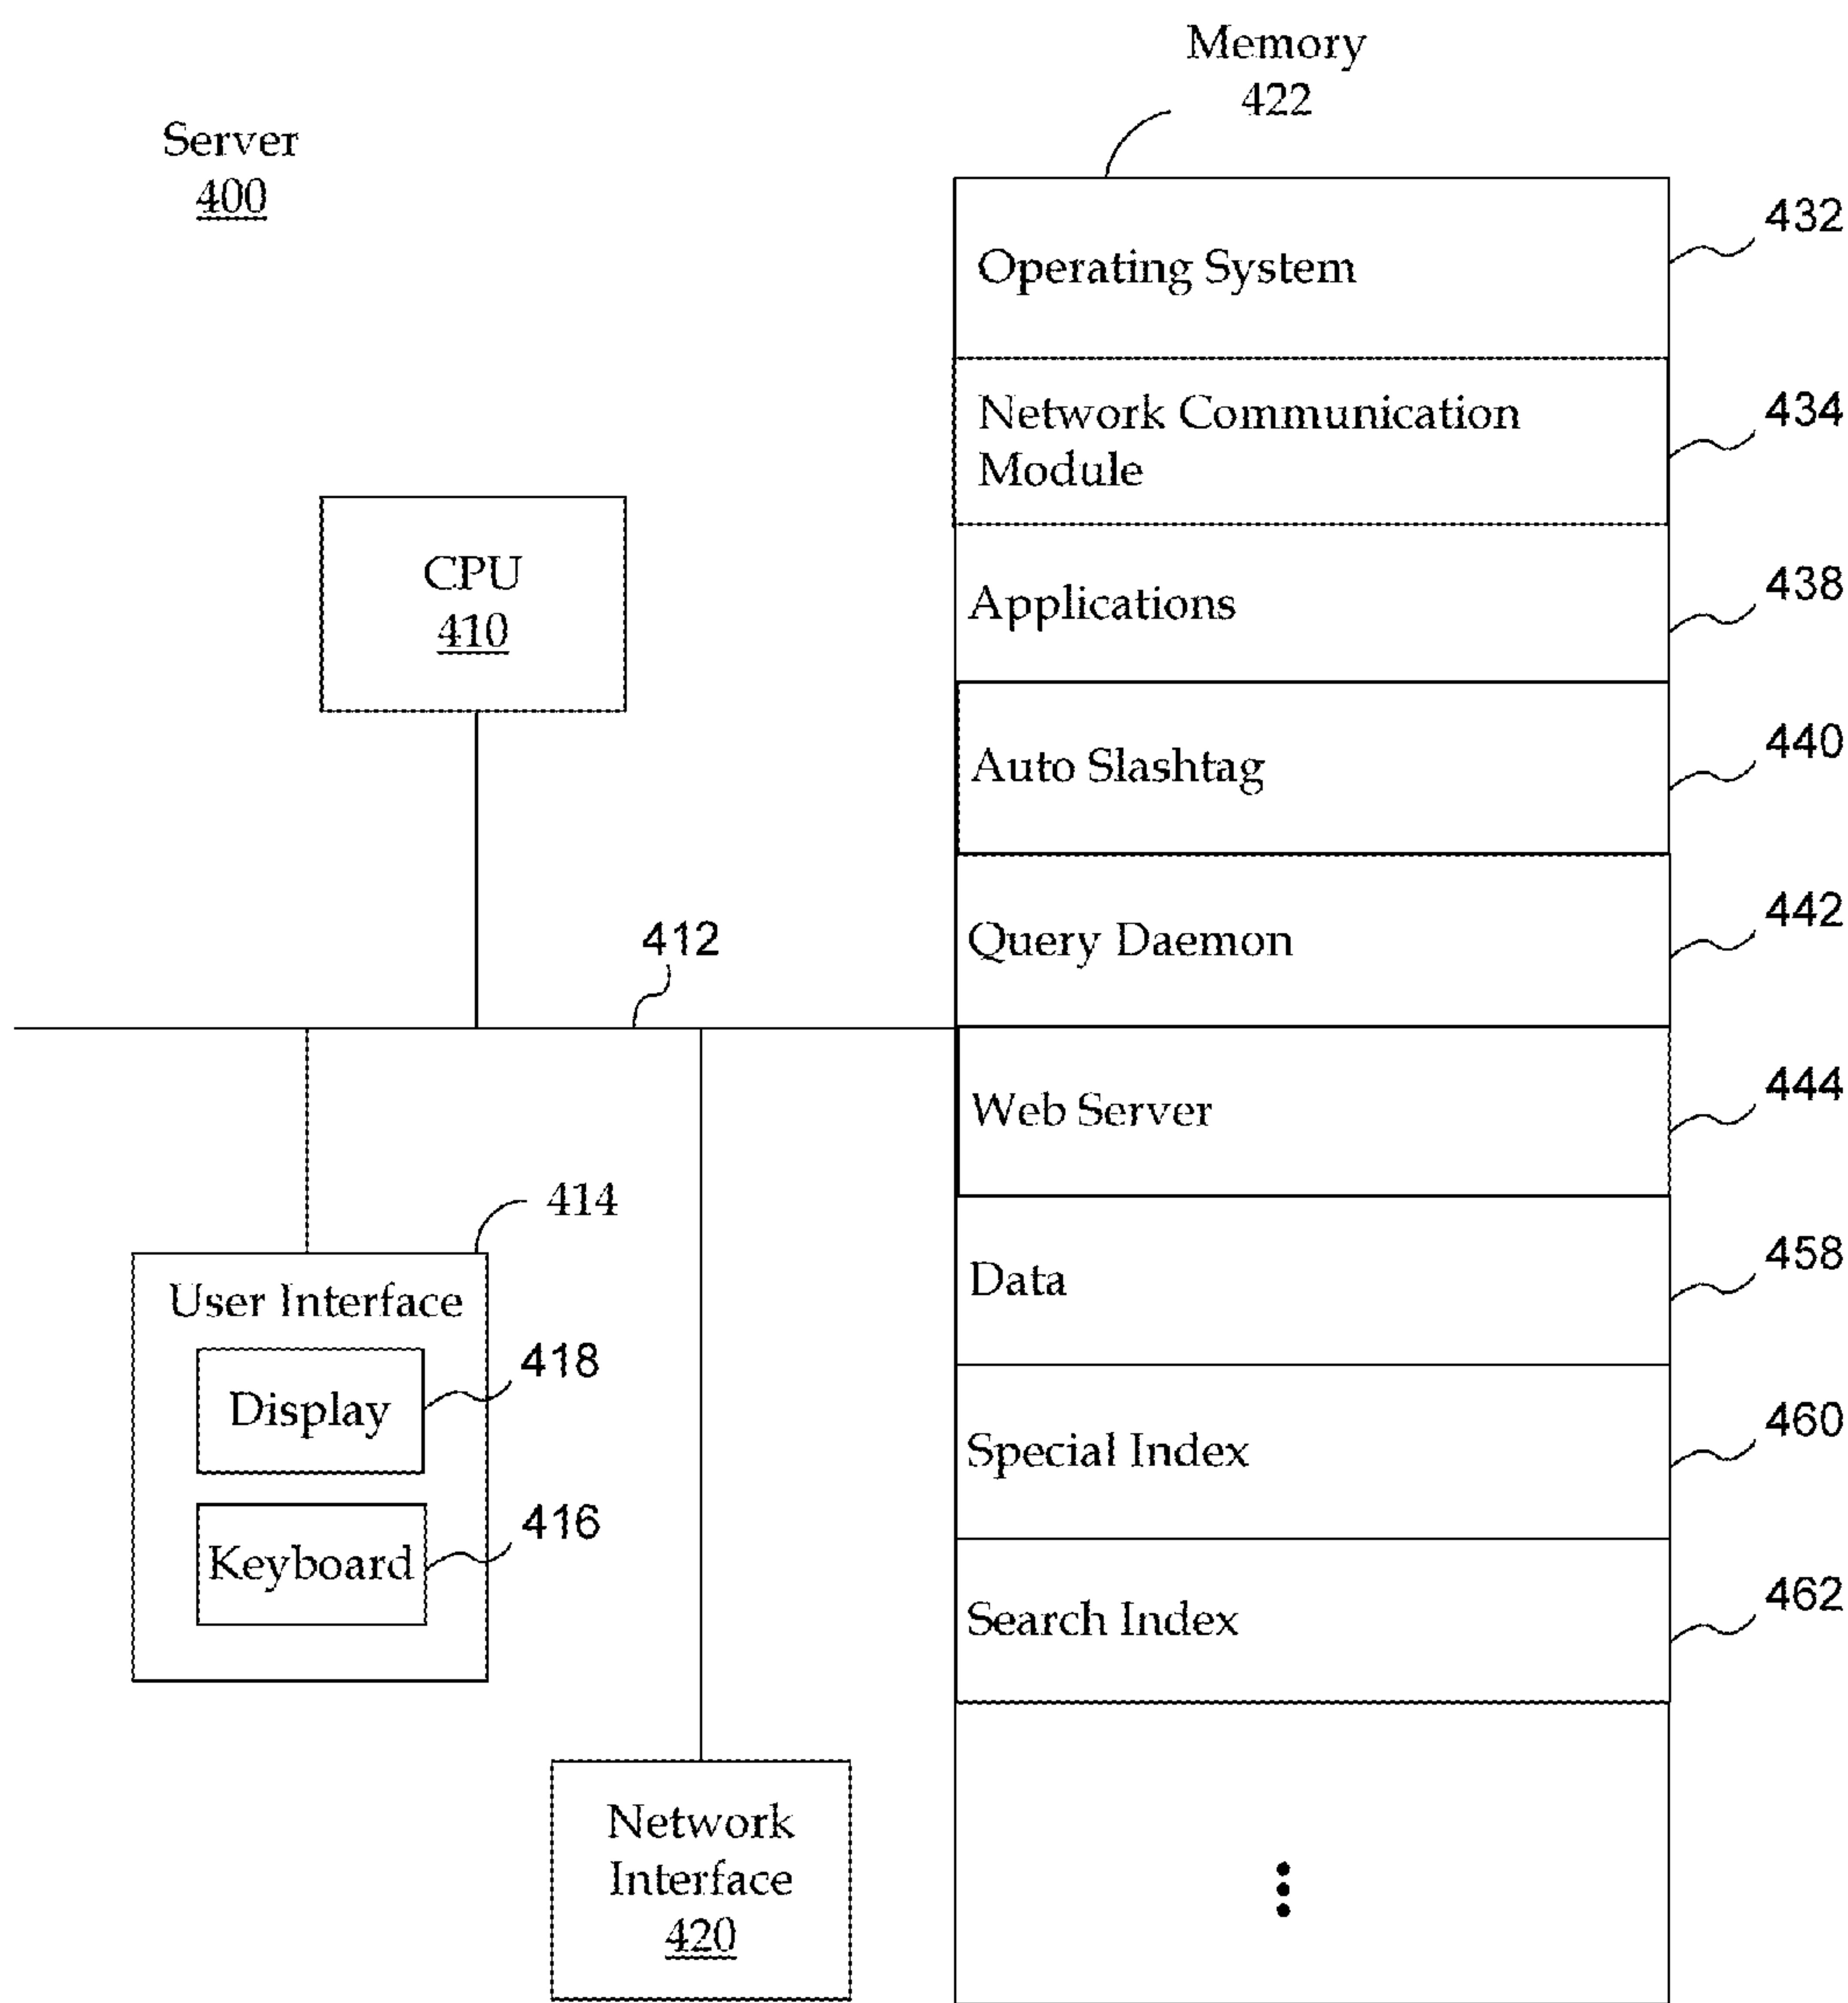 Memory
422
Server
400
Operating System
432
Network Communication
Module
434
CPU
410
Applications
438
Auto Slashtag
440
Query Daemon
442
412
Web Server
444
414
User Interface
Display
418
Keyboard
416
Data
458
Special Index
460
Search Index
462
Network
Interface
420